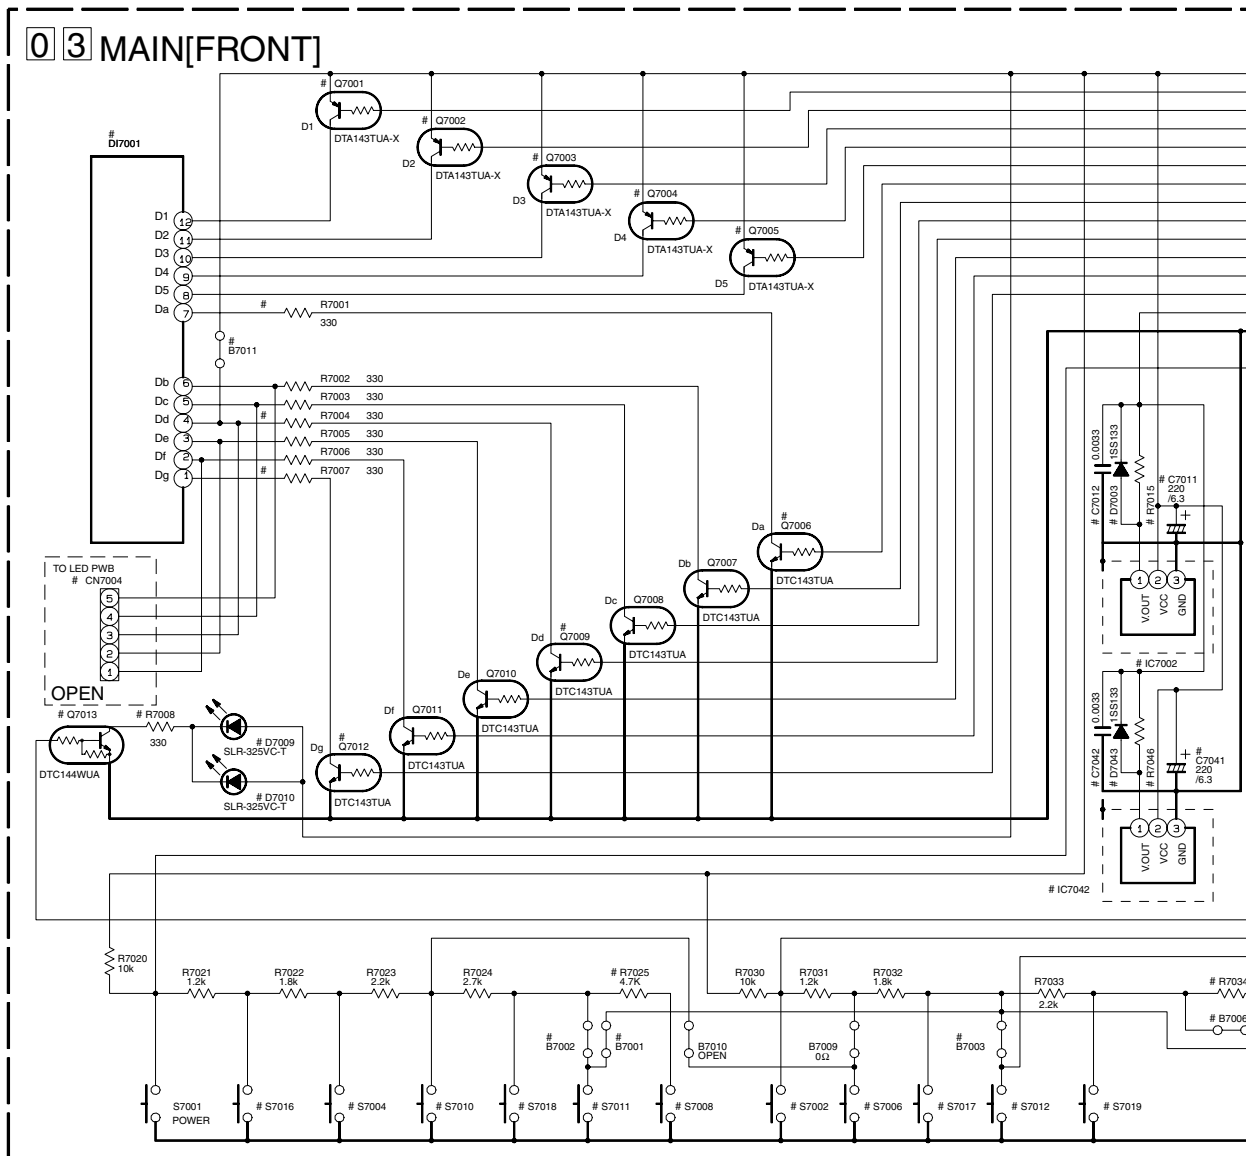 0 3 MAIN[FRONT]
# Q7001
D1
DTA143TUA-X
# Q7002
D2
DTA143TUA-X
# Q7003
D3
DTA143TUA-X
# Q7004
D4
DTA143TUA-X
# Q7005
D5
DTA143TUA-X
#
DI7001
D1 12
D2 11
D3 10
D4 9
D5 8
Da 7
# R7001
330
#
B7011
Db 6
R7002 330
Dc 5
R7003 330
Dd 4
# R7004 330
De 3
R7005 330
Df 2
R7006 330
Dg 1
# R7007 330
0.0033
# C7012
1SS133
# D7003
# R7015
# C7011
220
/6.3
+
1 2 3
V.OUT
VCC
GND
# IC7002
Da
#
Q7006
DTC143TUA
Db
Q7007
DTC143TUA
Dc
Q7008
DTC143TUA
Dd
#
Q7009
DTC143TUA
De
Q7010
DTC143TUA
Df
Q7011
DTC143TUA
Dg
#
Q7012
DTC143TUA
TO LED PWB
# CN7004
5
4
3
2
1
OPEN
# Q7013
DTC144WUA
# R7008
330
# D7009
SLR-325VC-T
# D7010
SLR-325VC-T
0.0033
# C7042
1SS133
# D7043
# R7046
#
C7041
220
/6.3
+
1 2 3
V.OUT
VCC
GND
# IC7042
R7020
10k
R7021
1.2k
R7022
1.8k
R7023
2.2k
R7024
2.7k
# R7025
4.7K
R7030
10k
R7031
1.2k
R7032
1.8k
R7033
2.2k
# R7034
#
B7002
#
B7001
B7010
OPEN
B7009
0Ω
#
B7003
# B7006
S7001
POWER
# S7016
# S7004
# S7010
# S7018
# S7011
# S7008
# S7002
# S7006
# S7017
# S7012
# S7019